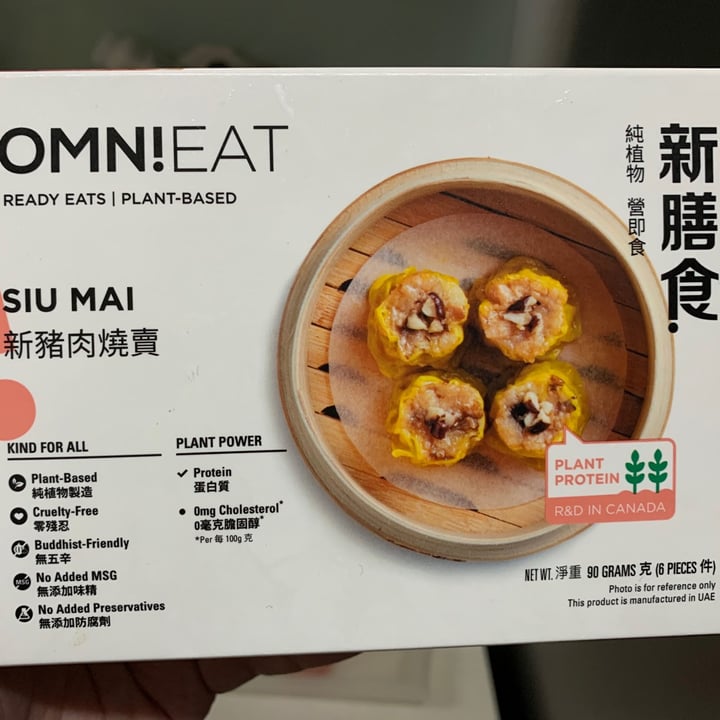 OMN!EAT
READY EATS | PLANT-BASED
SIU MAI
新豬肉燒賣
KIND FOR ALL
Plant-Based
純植物製造
Cruelty-Free
零殘忍
Buddhist-Friendly
無五辛
MSG
No Added MSG
無添加味精
No Added Preservatives
無添加防腐劑
PLANT POWER
Protein
蛋白質
0mg Cholesterol*
0毫克膽固醇*
*Per 每 100g 克
新膳食
純植物 營即食
PLANT
PROTEIN
R&D IN CANADA
NET WT. 淨重 90 GRAMS 克 (6 PIECES 件)
Photo is for reference only
This product is manufactured in UAE